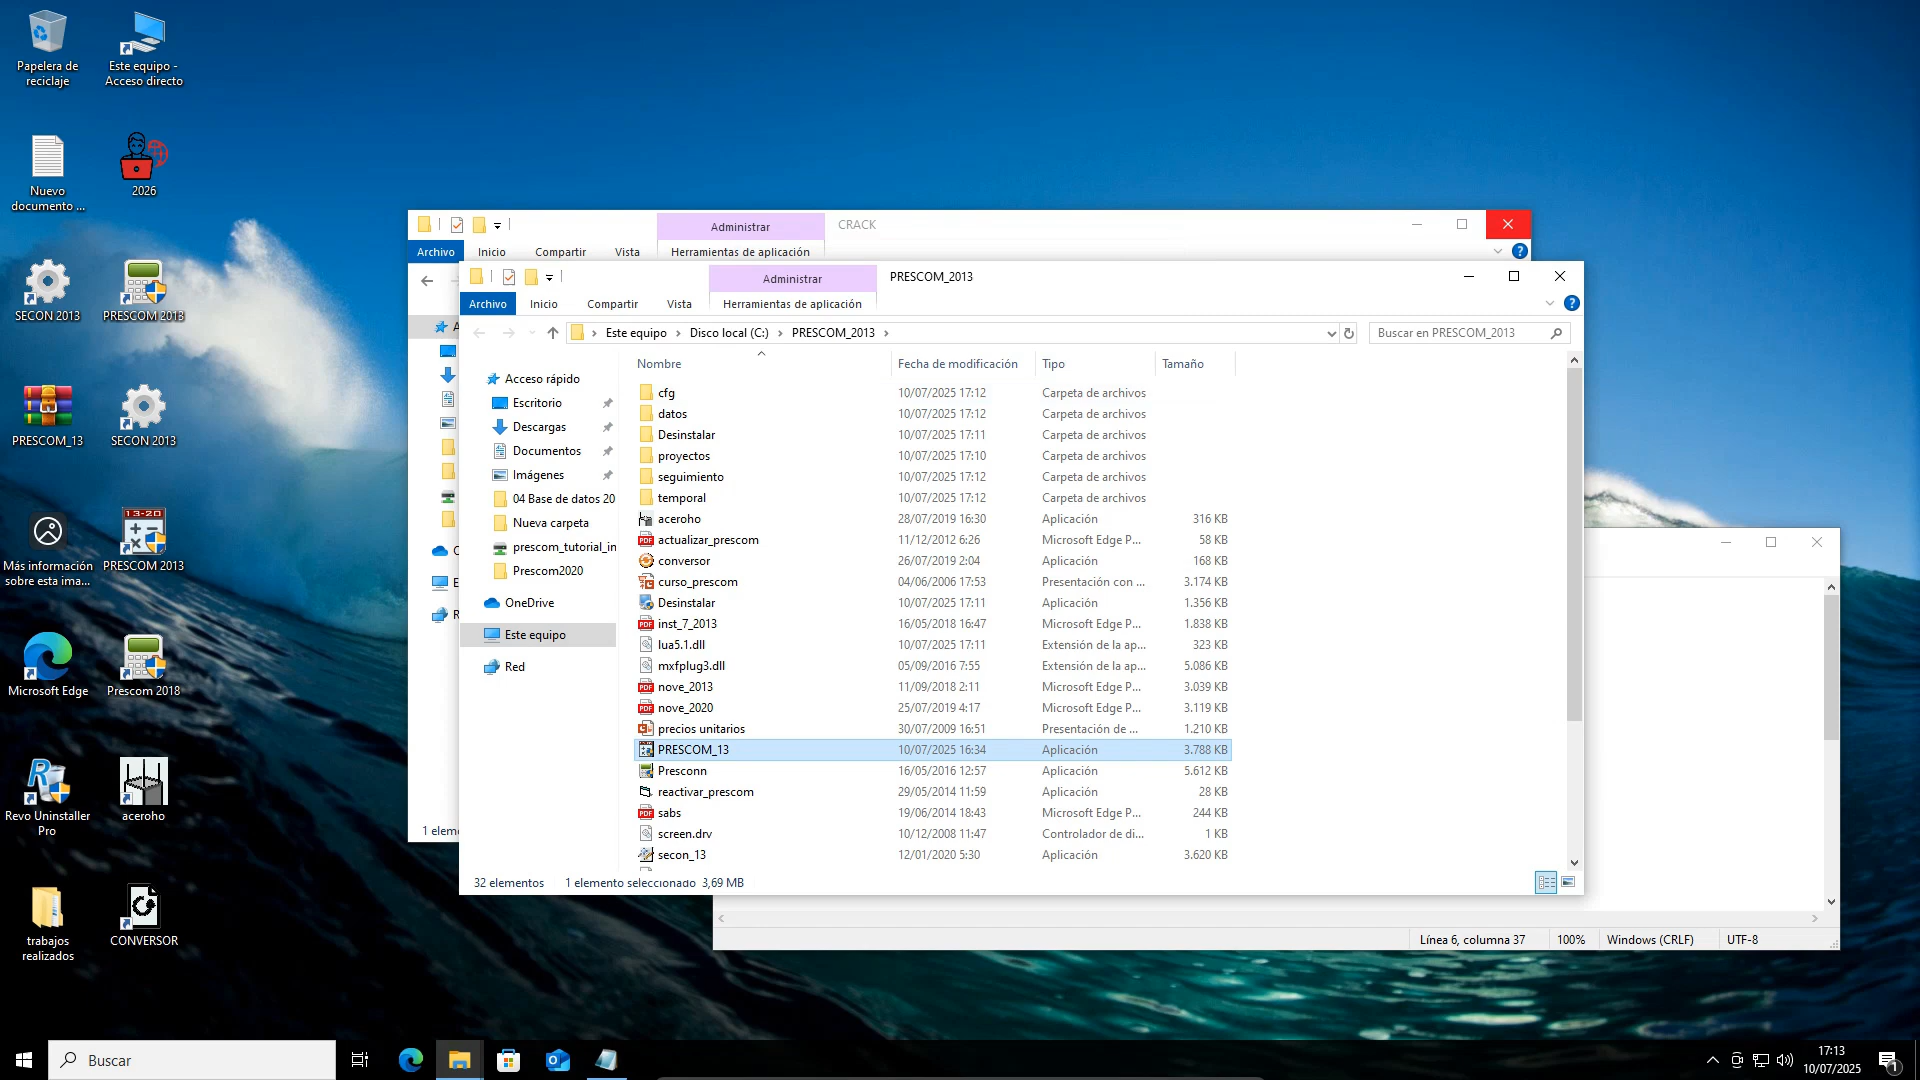 Papelera de
reciclaje
Este equipo -
Acceso directo
Nuevo
documento ...
2026
SECON 2013
PRESCOM 2013
PRESCOM_13
SECON 2013
Más información
sobre esta ima...
13-20
PRESCOM 2013
Microsoft Edge
Prescom 2018
Revo Uninstaller
Pro
aceroho
trabajos
realizados
CONVERSOR
Administrar
CRACK
Archivo
Inicio
Compartir
Vista
Herramientas de aplicación
1 elem
Administrar
PRESCOM_2013
Archivo
Inicio
Compartir
Vista
Herramientas de aplicación
Este equipo > Disco local (C:) > PRESCOM_2013 >
Buscar en PRESCOM_2013
Acceso rápido
Escritorio
Descargas
Documentos
Imágenes
04 Base de datos 20
Nueva carpeta
prescom_tutorial_in
Prescom2020
OneDrive
Este equipo
Red
Nombre Fecha de modificación Tipo Tamaño
cfg 10/07/2025 17:12 Carpeta de archivos
datos 10/07/2025 17:12 Carpeta de archivos
Desinstalar 10/07/2025 17:11 Carpeta de archivos
proyectos 10/07/2025 17:10 Carpeta de archivos
seguimiento 10/07/2025 17:12 Carpeta de archivos
temporal 10/07/2025 17:12 Carpeta de archivos
aceroho 28/07/2019 16:30 Aplicación 316 KB
actualizar_prescom 11/12/2012 6:26 Microsoft Edge P... 58 KB
conversor 26/07/2019 2:04 Aplicación 168 KB
curso_prescom 04/06/2006 17:53 Presentación con ... 3.174 KB
Desinstalar 10/07/2025 17:11 Aplicación 1.356 KB
inst_7_2013 16/05/2018 16:47 Microsoft Edge P... 1.838 KB
lua5.1.dll 10/07/2025 17:11 Extensión de la ap... 323 KB
mxfplug3.dll 05/09/2016 7:55 Extensión de la ap... 5.086 KB
nove_2013 11/09/2018 2:11 Microsoft Edge P... 3.039 KB
nove_2020 25/07/2019 4:17 Microsoft Edge P... 3.119 KB
precios unitarios 30/07/2009 16:51 Presentación de ... 1.210 KB
PRESCOM_13 10/07/2025 16:34 Aplicación 3.788 KB
Presconn 16/05/2016 12:57 Aplicación 5.612 KB
reactivar_prescom 29/05/2014 11:59 Aplicación 28 KB
sabs 19/06/2014 18:43 Microsoft Edge P... 244 KB
screen.drv 10/12/2008 11:47 Controlador de di... 1 KB
secon_13 12/01/2020 5:30 Aplicación 3.620 KB
32 elementos
1 elemento seleccionado 3,69 MB
Línea 6, columna 37
100%
Windows (CRLF)
UTF-8
Buscar
17:13
10/07/2025
1